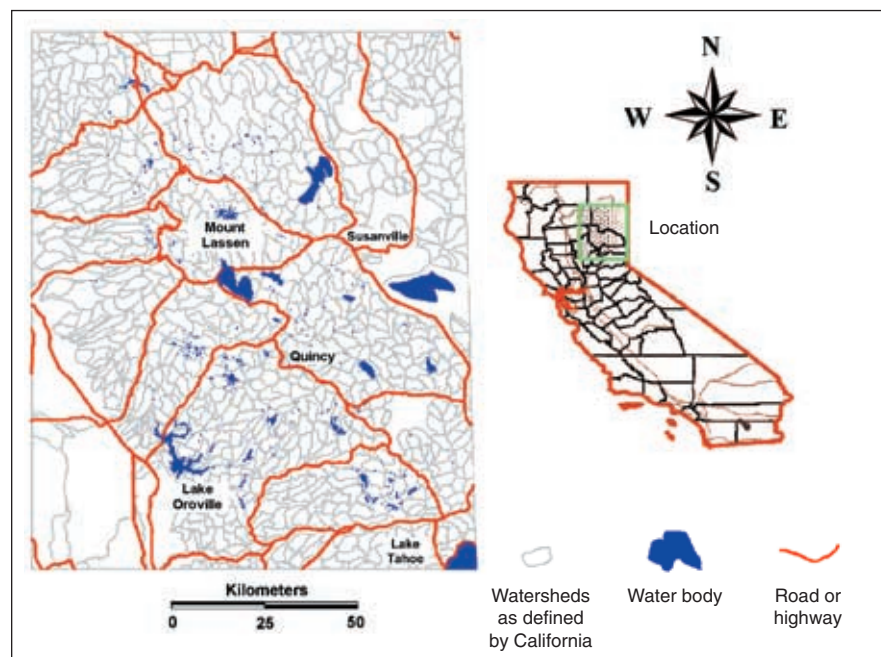 N
W E
S
Location
Mount
Lassen
Susanville
Quincy
Lake
Oroville
Lake
Tahoe
Kilometers
0 25 50
Watersheds
as defined
by California
Water body
Road or
highway